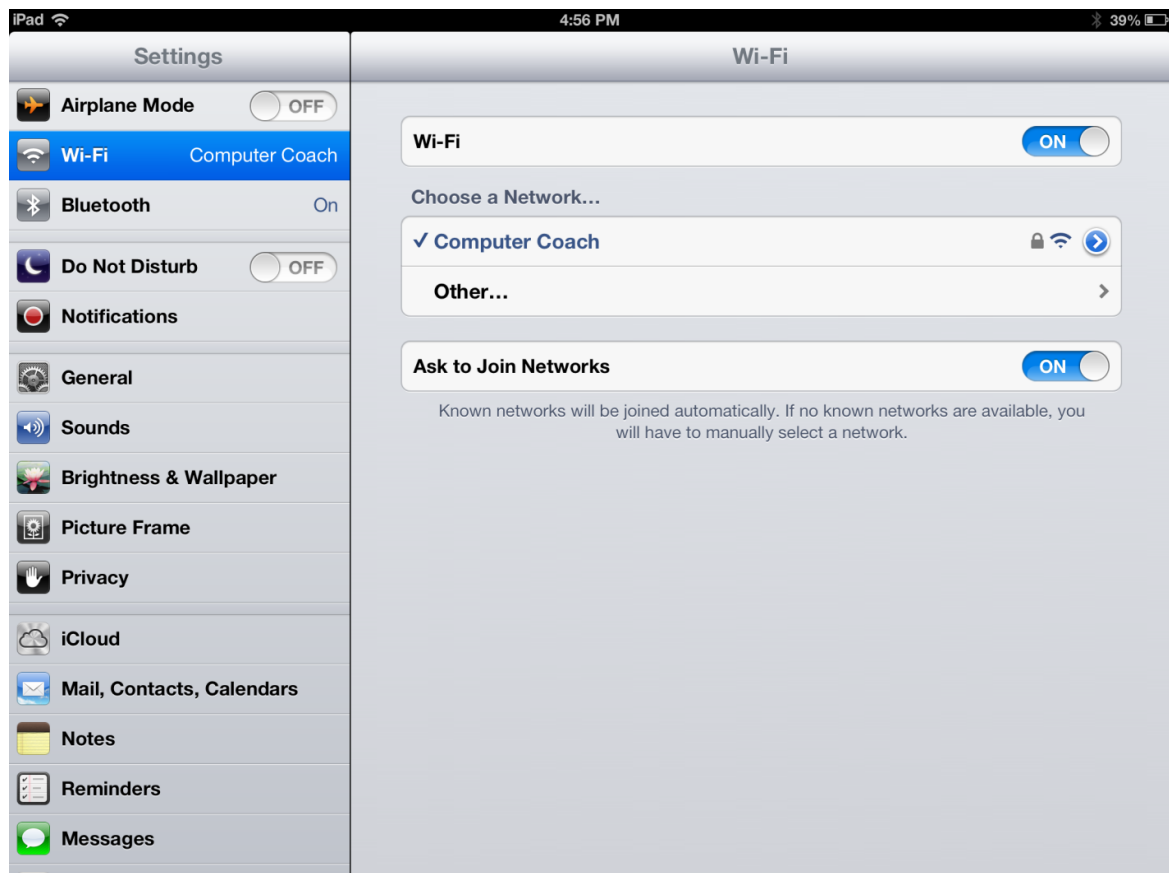 iPad 4:56 PM 39%
Settings
Airplane Mode OFF
Wi-Fi Computer Coach
Bluetooth On
Do Not Disturb OFF
Notifications
General
Sounds
Brightness & Wallpaper
Picture Frame
Privacy
iCloud
Mail, Contacts, Calendars
Notes
Reminders
Messages
Wi-Fi
Wi-Fi ON
Choose a Network...
✓ Computer Coach
Other...
Ask to Join Networks ON
Known networks will be joined automatically. If no known networks are available, you
will have to manually select a network.